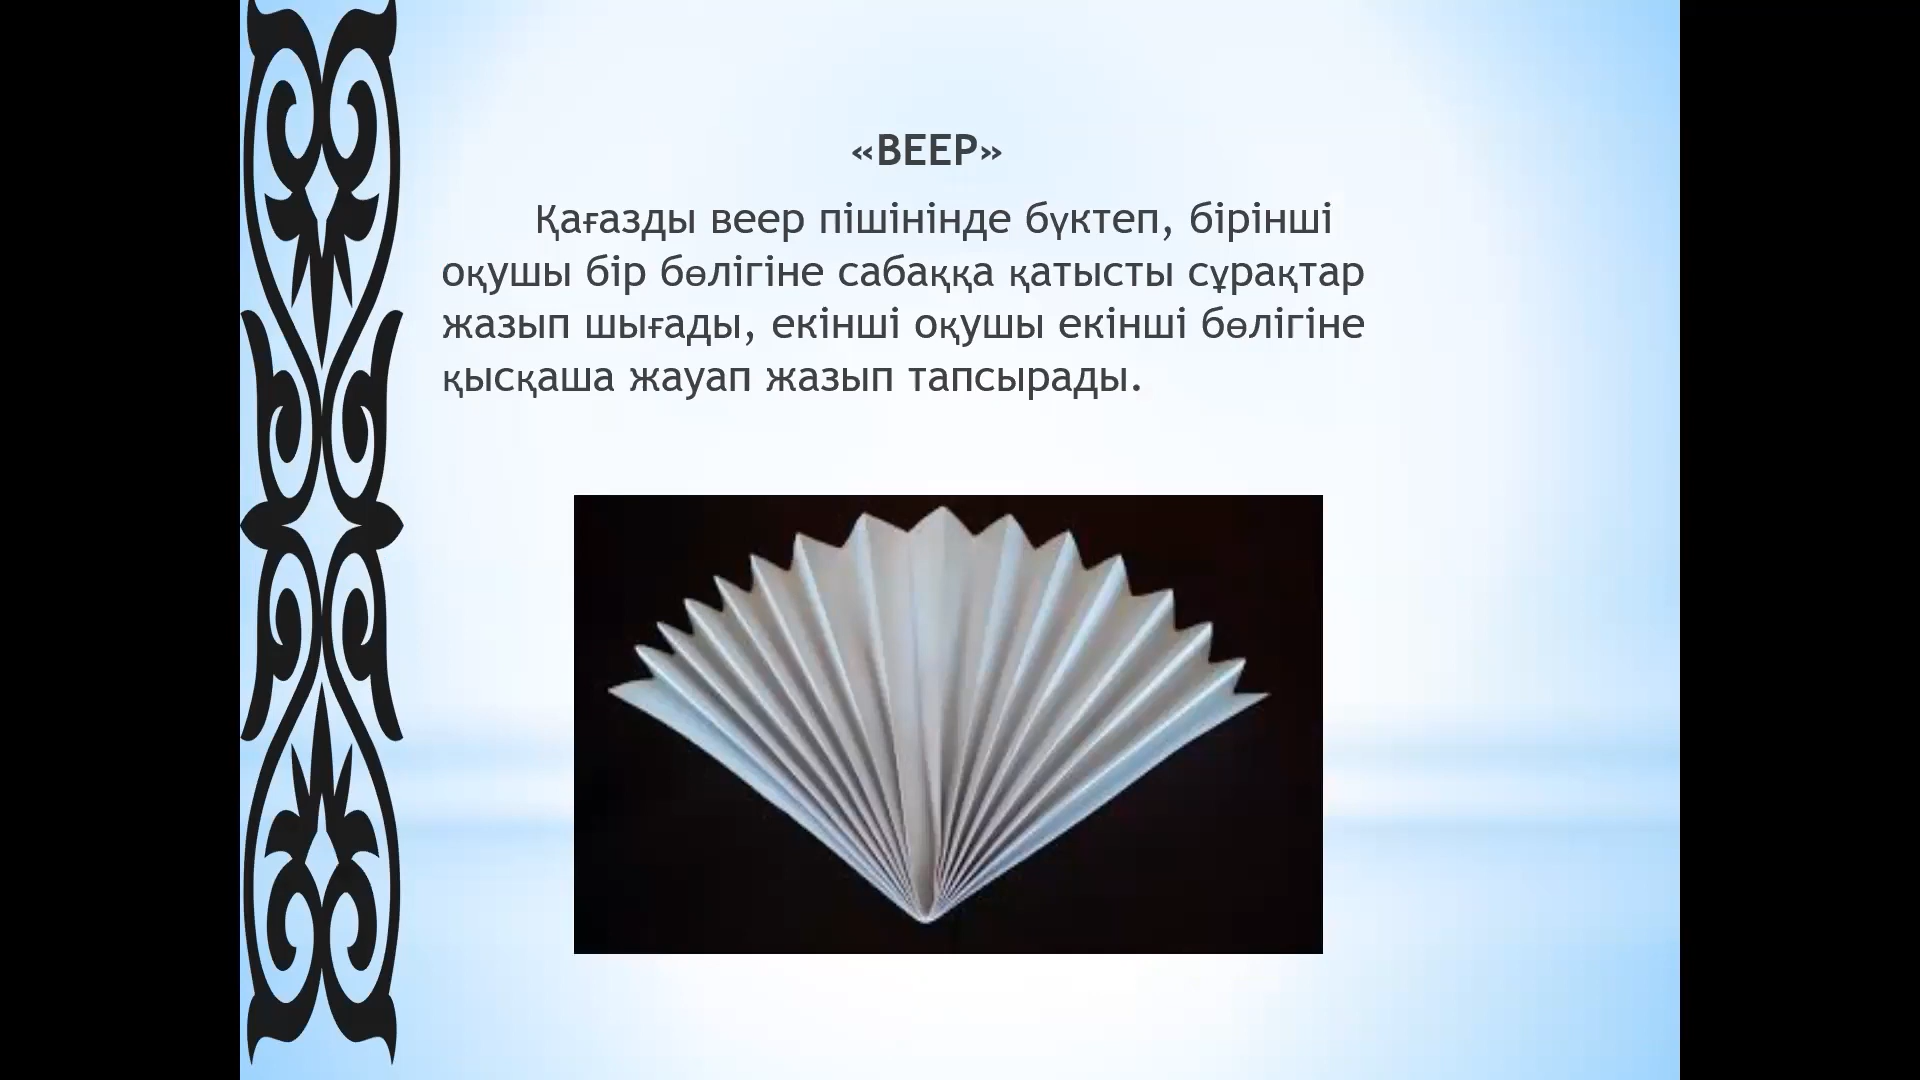 «ВЕЕР»
Қағазды веер пішінінде бүктеп, бірінші
оқушы бір бөлігіне сабаққа қатысты сұрақтар
жазып шығады, екінші оқушы екінші бөлігіне
қысқаша жауап жазып тапсырады.